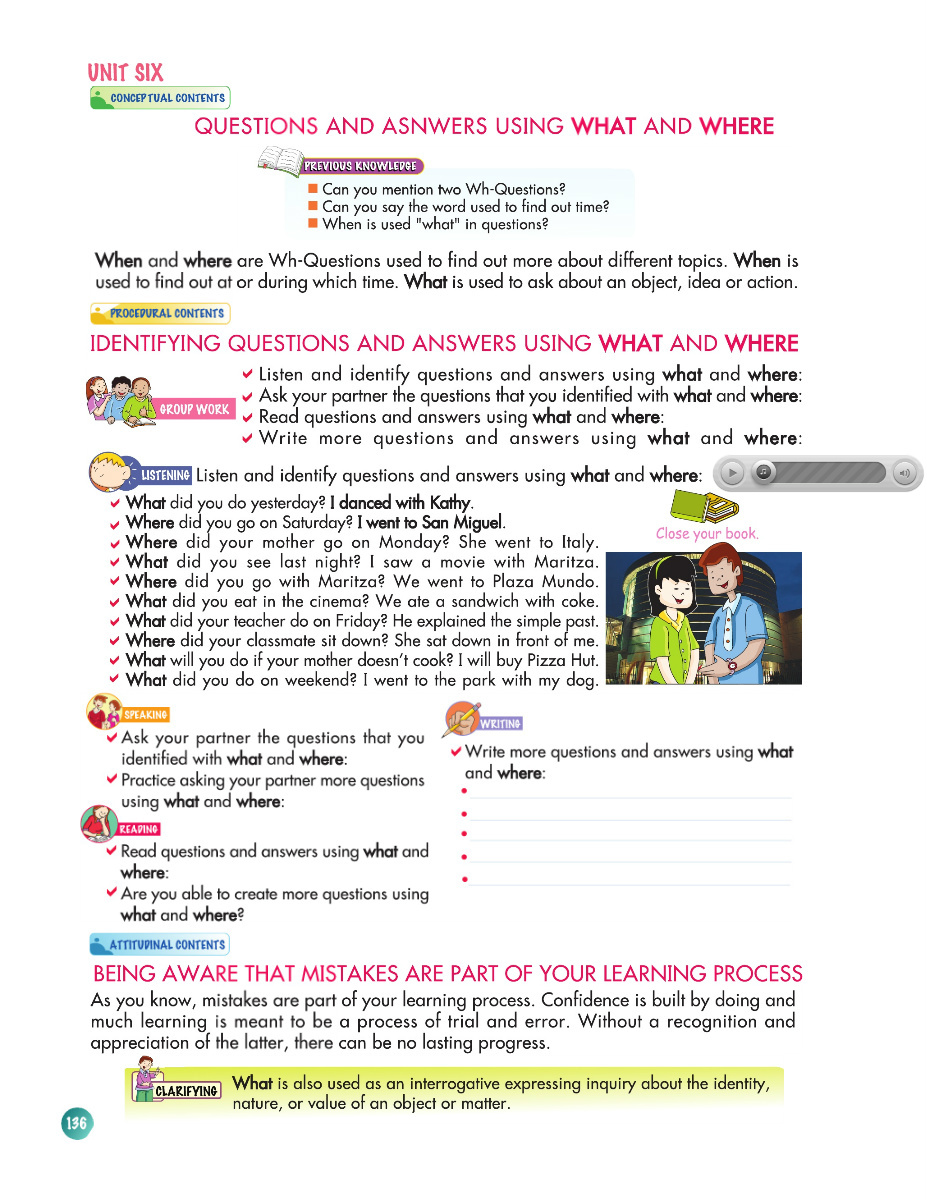 UNIT SIX
CONCEPTUAL CONTENTS
QUESTIONS AND ASNWERS USING WHAT AND WHERE
PREVIOUS KNOWLEDGE
Can you mention two Wh-Questions?
Can you say the word used to find out time?
When is used "what" in questions?
When and where are Wh-Questions used to find out more about different topics. When is
used to find out at or during which time. What is used to ask about an object, idea or action.
PROCEDURAL CONTENTS
IDENTIFYING QUESTIONS AND ANSWERS USING WHAT AND WHERE
GROUP WORK
Listen and identify questions and answers using what and where:
Ask your partner the questions that you identified with what and where:
Read questions and answers using what and where:
Write more questions and answers using what and where:
LISTENING Listen and identify questions and answers using what and where:
What did you do yesterday? I danced with Kathy.
Where did you go on Saturday? I went to San Miguel.
Where did your mother go on Monday? She went to Italy.
What did you see last night? I saw a movie with Maritza.
Where did you go with Maritza? We went to Plaza Mundo.
What did you eat in the cinema? We ate a sandwich with coke.
What did your teacher do on Friday? He explained the simple past.
Where did your classmate sit down? She sat down in front of me.
What will you do if your mother doesn't cook? I will buy Pizza Hut.
What did you do on weekend? I went to the park with my dog.
Close your book.
SPEAKING
Ask your partner the questions that you
identified with what and where:
Practice asking your partner more questions
using what and where:
READING
Read questions and answers using what and
where:
Are you able to create more questions using
what and where?
WRITING
Write more questions and answers using what
and where:
ATTITUDINAL CONTENTS
BEING AWARE THAT MISTAKES ARE PART OF YOUR LEARNING PROCESS
As you know, mistakes are part of your learning process. Confidence is built by doing and
much learning is meant to be a process of trial and error. Without a recognition and
appreciation of the latter, there can be no lasting progress.
CLARIFYING
What is also used as an interrogative expressing inquiry about the identity,
nature, or value of an object or matter.
136